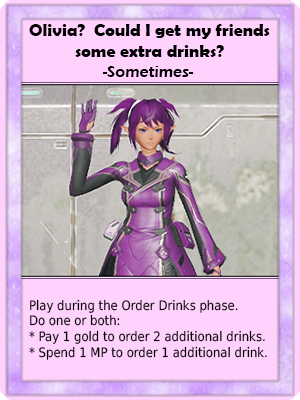 Olivia?  Could I get my friends
some extra drinks?
-Sometimes-
Play during the Order Drinks phase.
Do one or both:
* Pay 1 gold to order 2 additional drinks.
* Spend 1 MP to order 1 additional drink.